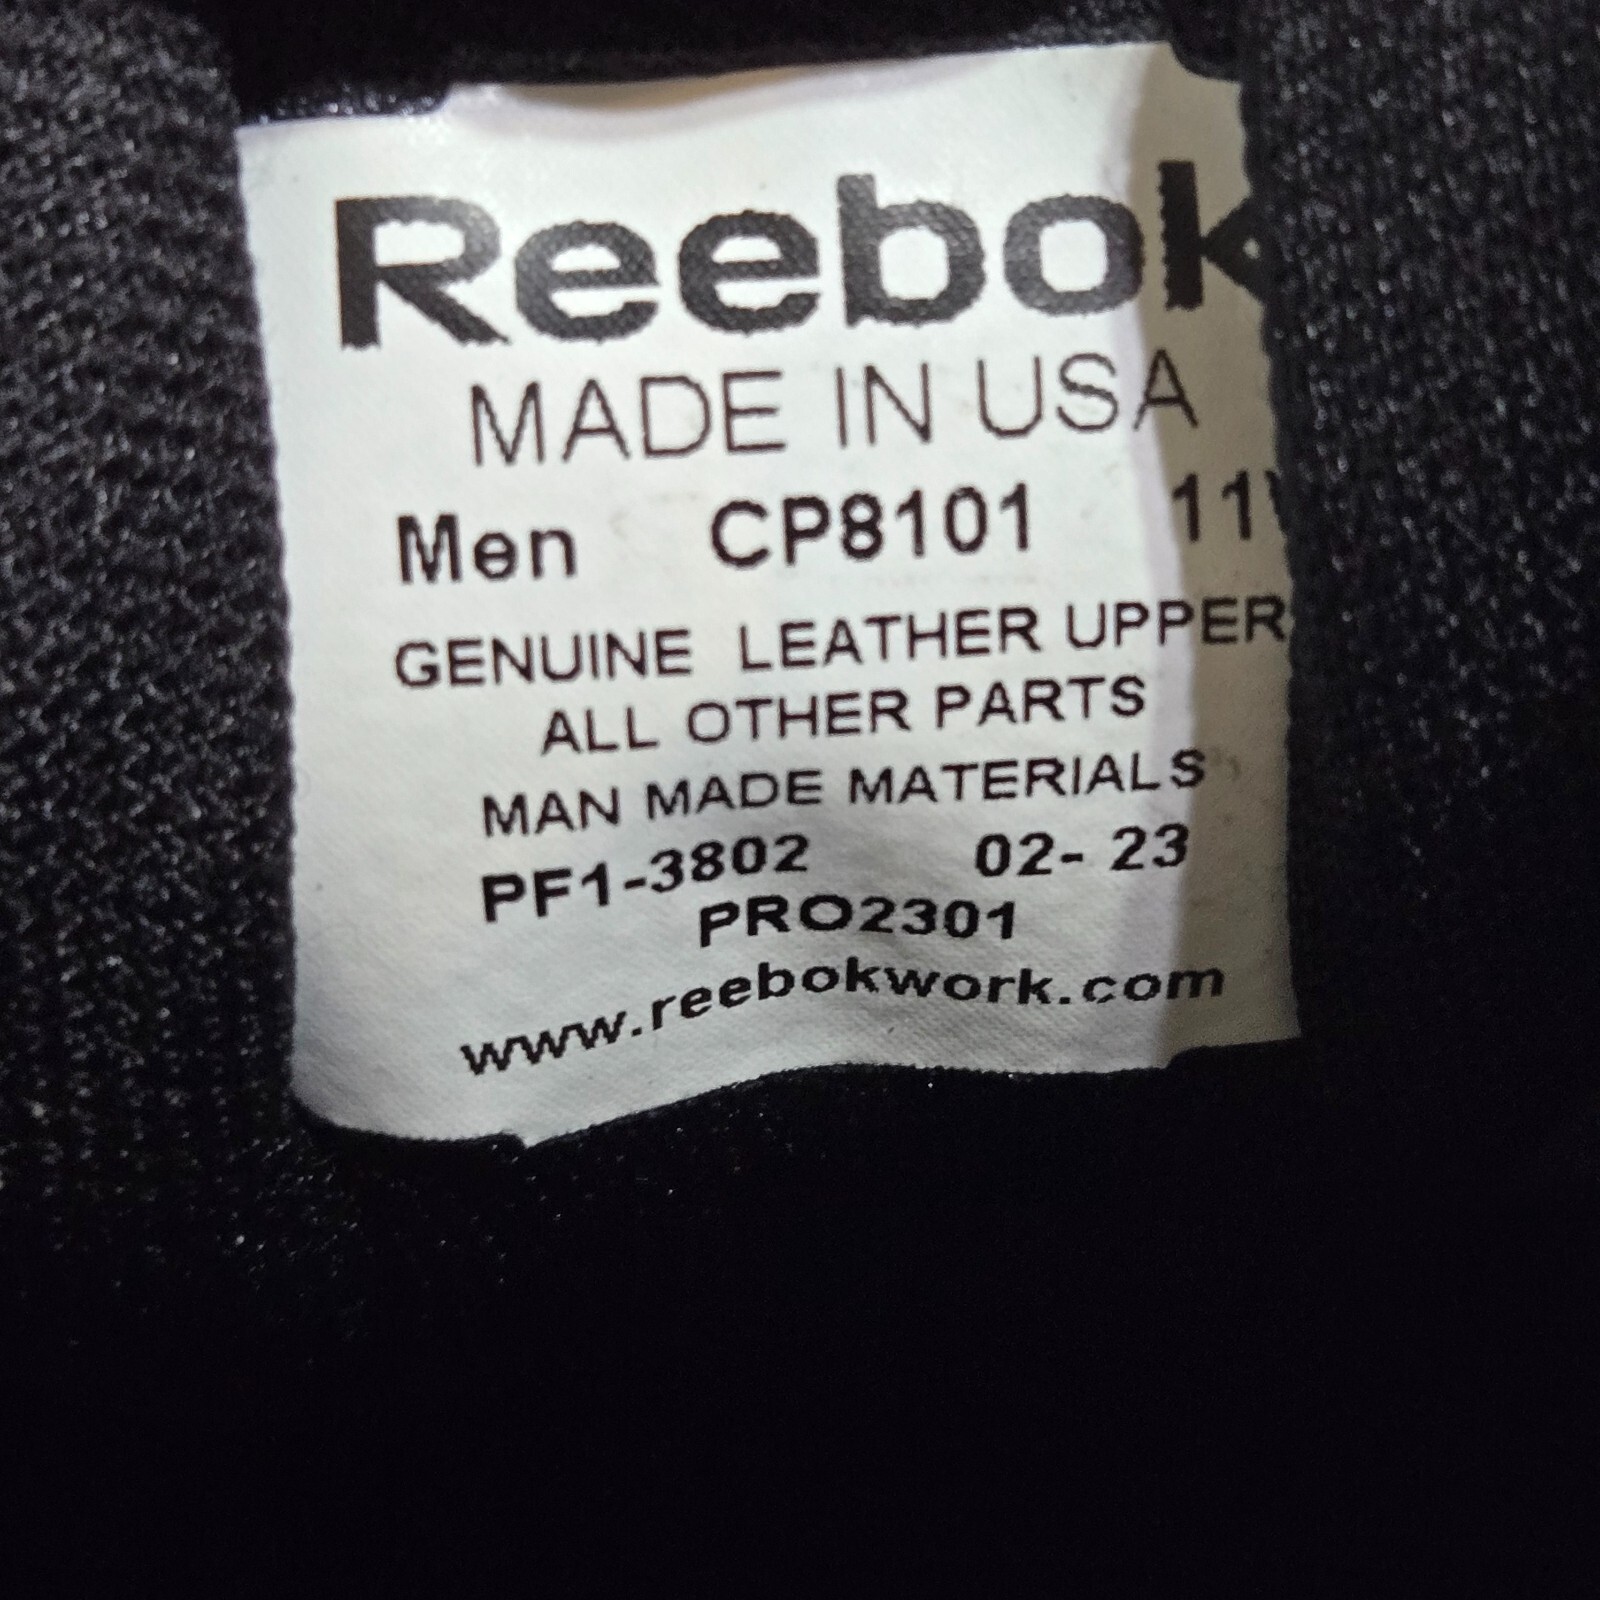 Reebok
MADE IN USA
Men CP8101 11
GENUINE LEATHER UPPER
ALL OTHER PARTS
MAN MADE MATERIALS
PF1-3802 02- 23
PRO2301
www.reebokwork.com